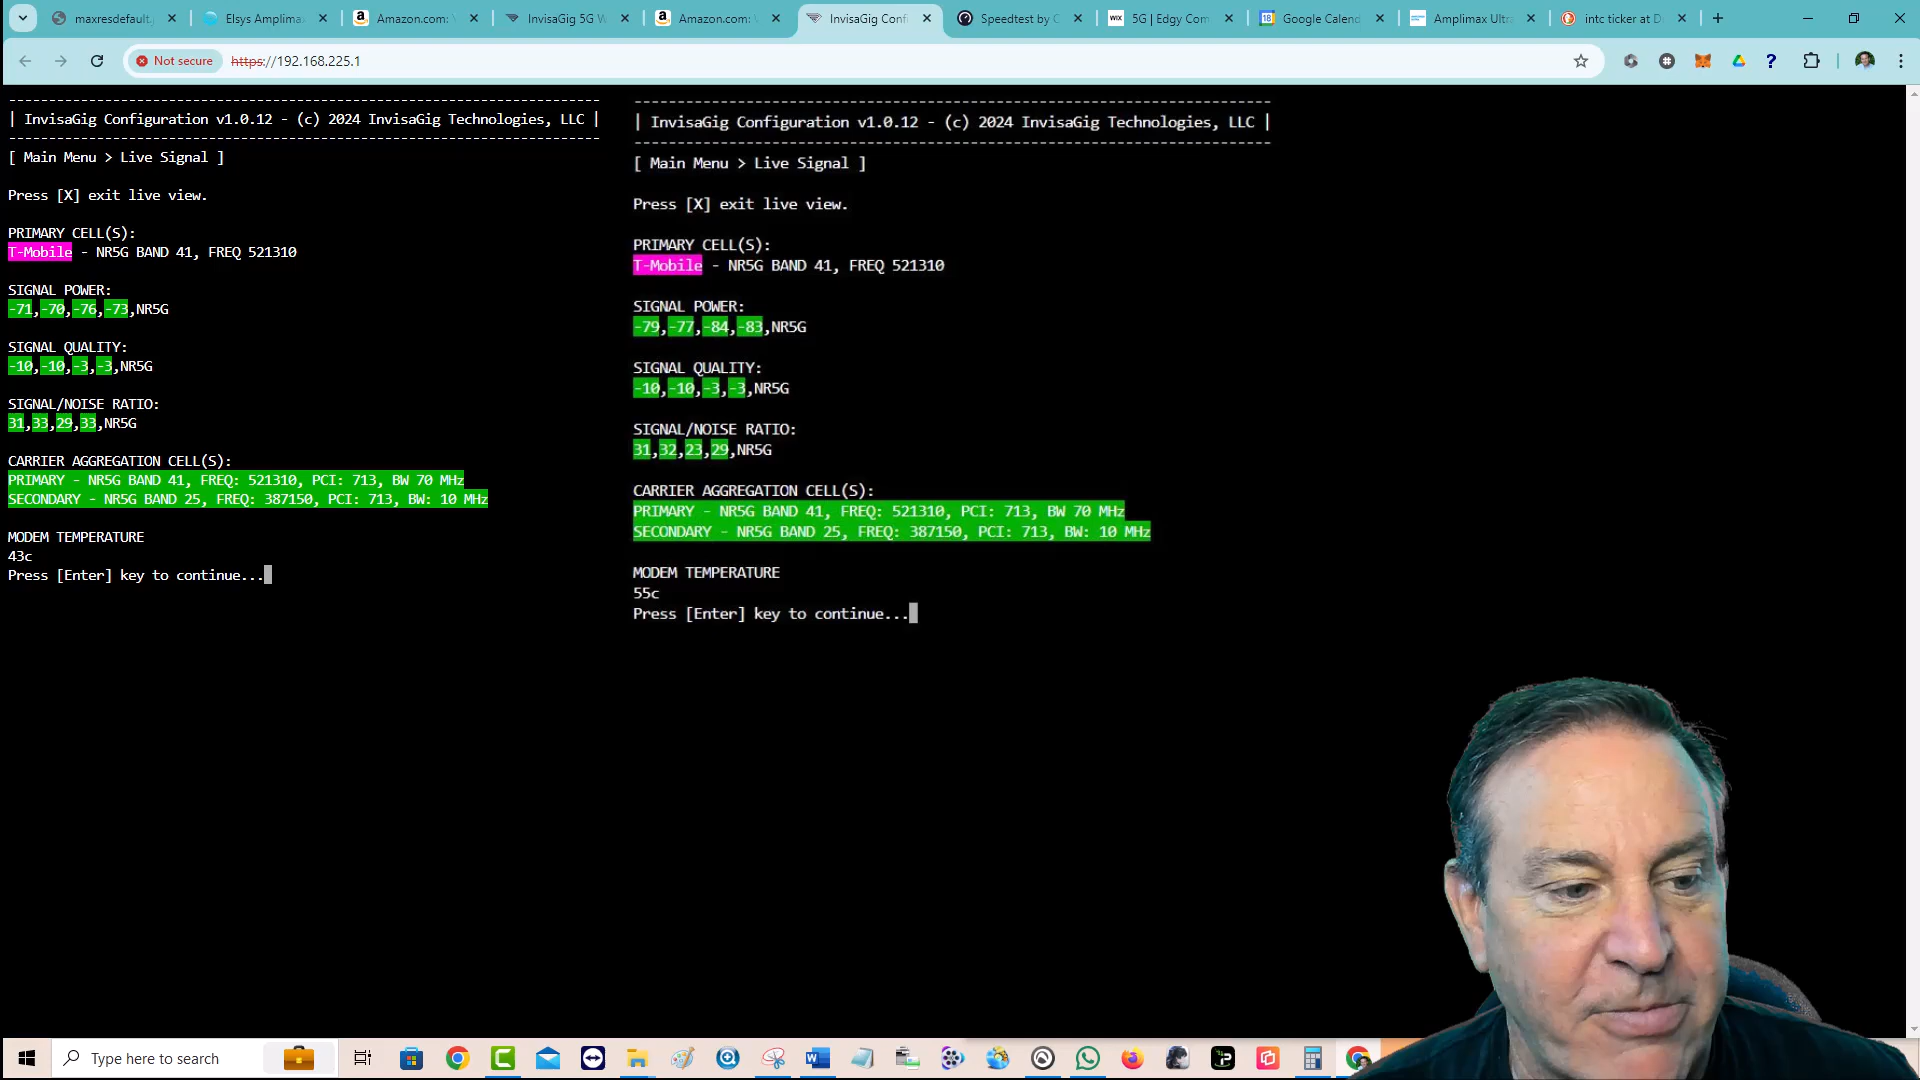 maxresdefault.
Elsys Amplima
Amazon.com:
InvisaGig 5G W
Amazon.com:
InvisaGig Confi
Speedtest by
WiX
5G | Edgy Com
18
Google Calend
Amplimax Ultr
intc ticker at D
Not secure
https://192.168.225.1
| InvisaGig Configuration v1.0.12 - (c) 2024 InvisaGig Technologies, LLC |
[ Main Menu > Live Signal ]
Press [X] exit live view.
PRIMARY CELL(S):
T-Mobile - NR5G BAND 41, FREQ 521310
SIGNAL POWER:
-71,-70,-76,-73,NR5G
SIGNAL QUALITY:
-10,-10,-3,-3,NR5G
SIGNAL/NOISE RATIO:
31,33,29,33,NR5G
CARRIER AGGREGATION CELL(S):
PRIMARY - NR5G BAND 41, FREQ: 521310, PCI: 713, BW 70 MHz
SECONDARY - NR5G BAND 25, FREQ: 387150, PCI: 713, BW: 10 MHz
MODEM TEMPERATURE
43c
Press [Enter] key to continue...
| InvisaGig Configuration v1.0.12 - (c) 2024 InvisaGig Technologies, LLC |
[ Main Menu > Live Signal ]
Press [X] exit live view.
PRIMARY CELL(S):
T-Mobile - NR5G BAND 41, FREQ 521310
SIGNAL POWER:
-79,-77,-84,-83,NR5G
SIGNAL QUALITY:
-10,-10,-3,-3,NR5G
SIGNAL/NOISE RATIO:
31,32,23,29,NR5G
CARRIER AGGREGATION CELL(S):
PRIMARY - NR5G BAND 41, FREQ: 521310, PCI: 713, BW 70 MHz
SECONDARY - NR5G BAND 25, FREQ: 387150, PCI: 713, BW: 10 MHz
MODEM TEMPERATURE
55c
Press [Enter] key to continue...
Type here to search